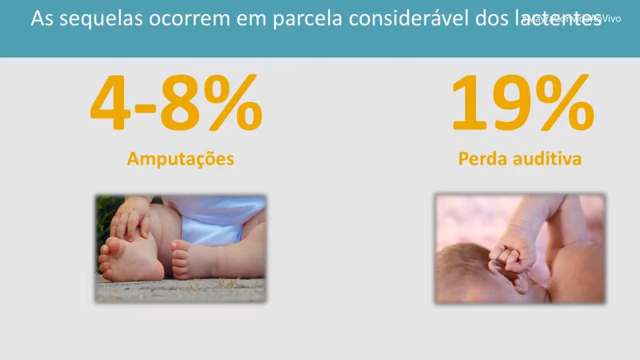 As sequelas ocorrem em parcela considerável dos lactentes
4-8%
19%
Amputações
Perda auditiva